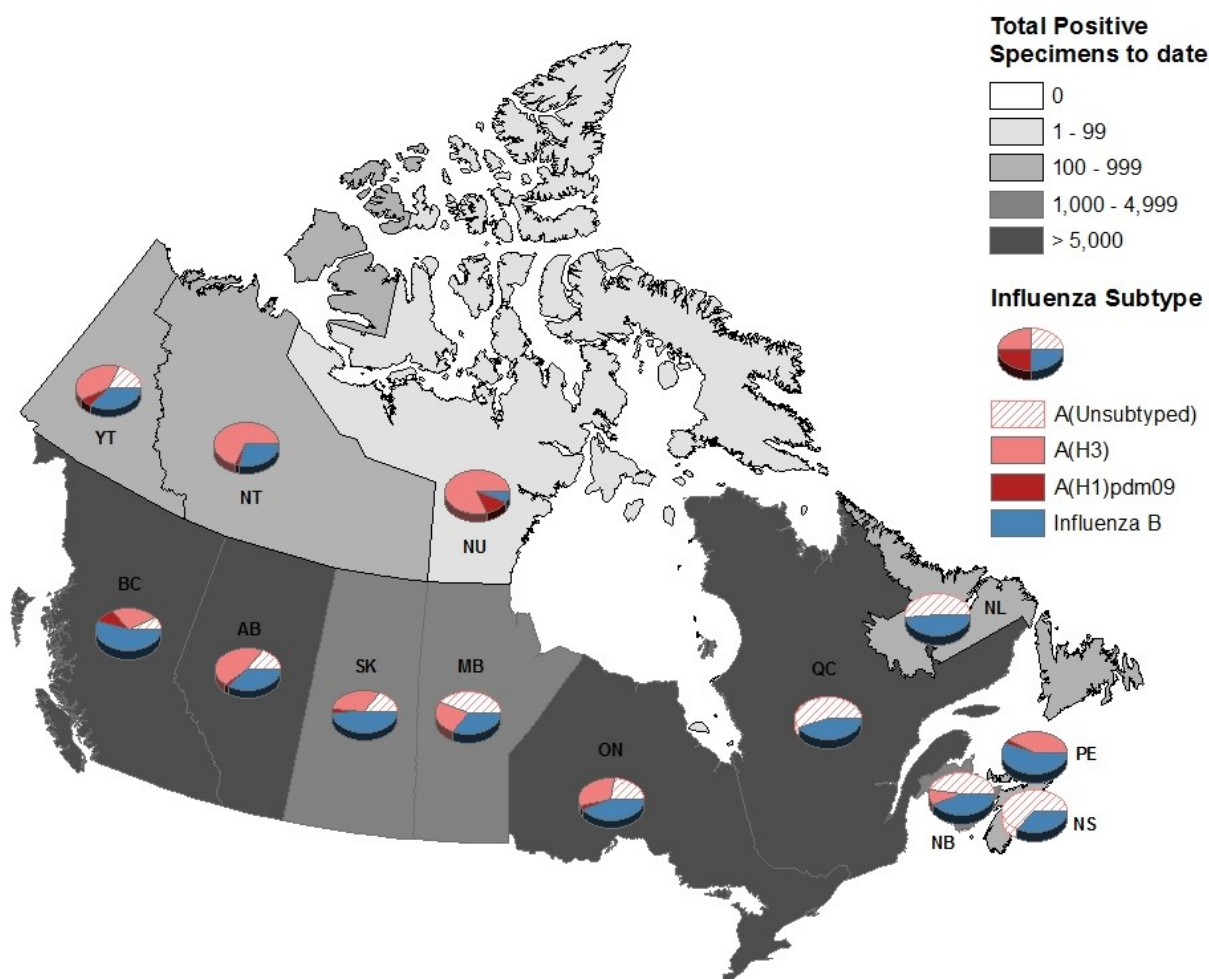 Total Positive
Specimens to date
0
1 - 99
100 - 999
1,000 - 4,999
> 5,000
Influenza Subtype
A(Unsubtyped)
A(H3)
A(H1)pdm09
Influenza B
YT
NT
NU
BC
AB
SK
MB
ON
QC
NL
PE
NB
NS